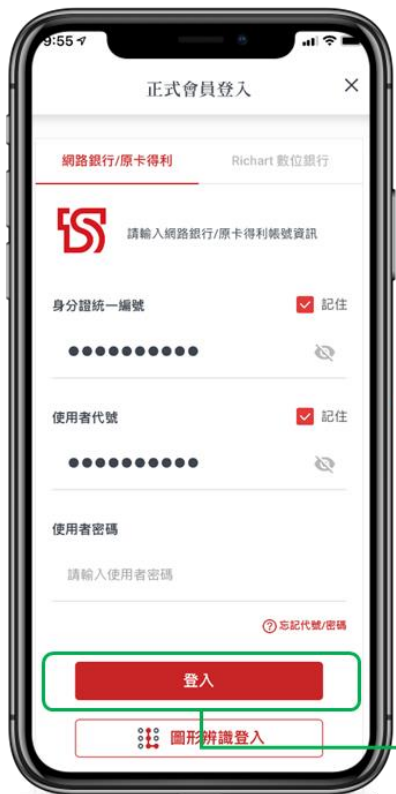 9:55
正式會員登入
網路銀行/原卡得利 Richart 數位銀行
請輸入網路銀行/原卡得利帳號資訊
身分證統一編號 記住
●●●●●●●●●●
使用者代號 記住
●●●●●●●●●●
使用者密碼
請輸入使用者密碼
忘記代號/密碼
登入
圖形辨識登入